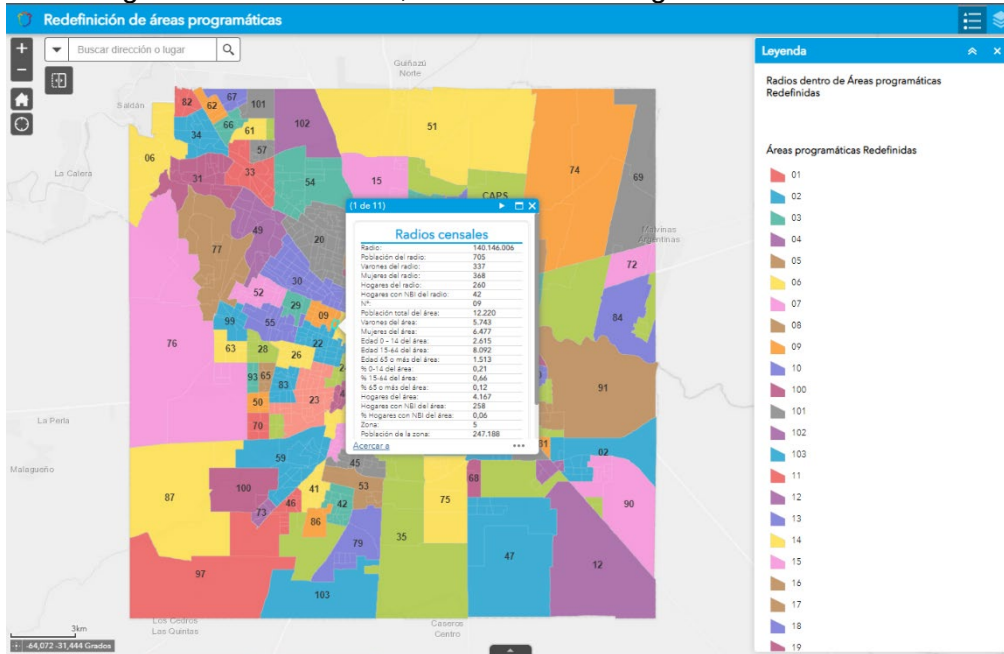 Redefinición de áreas programáticas
Buscar dirección o lugar
Leyenda
Radios dentro de Áreas programáticas
Redefinidas
Áreas programáticas Redefinidas
01
02
03
04
05
06
07
08
09
10
100
101
102
103
11
12
13
14
15
16
17
18
19
Guiñazú
Norte
Saldán
La Calera
Malvinas
Argentinas
La Perla
Malagueño
Los Cedros
Las Quintas
Caseros
Centro
82
62
67
101
102
51
34
66
61
57
74
06
31
33
54
15
CAPS
69
49
20
77
72
30
52
29
09
84
99
55
22
76
63
28
26
93
65
83
91
50
23
70
59
45
02
87
100
41
53
68
75
90
73
46
42
86
79
35
47
12
97
103
(1 de 11)
Radios censales
Radio: 140.146.006
Población del radio: 705
Varones del radio: 337
Mujeres del radio: 368
Hogares del radio: 260
Hogares con NBI del radio: 42
N°: 09
Población total del área: 12.220
Varones del área: 5.743
Mujeres del área: 6.477
Edad 0 – 14 del área: 2.615
Edad 15-64 del área: 8.092
Edad 65 o más del área: 1.513
% 0-14 del área: 0,21
% 15-64 del área: 0,66
% 65 o más del área: 0,12
Hogares del área: 4.167
Hogares con NBI del área: 258
% Hogares con NBI del área: 0,06
Zona: 5
Población de la zona: 247.188
Acercar a
3km
-64,072 -31,444 Grados